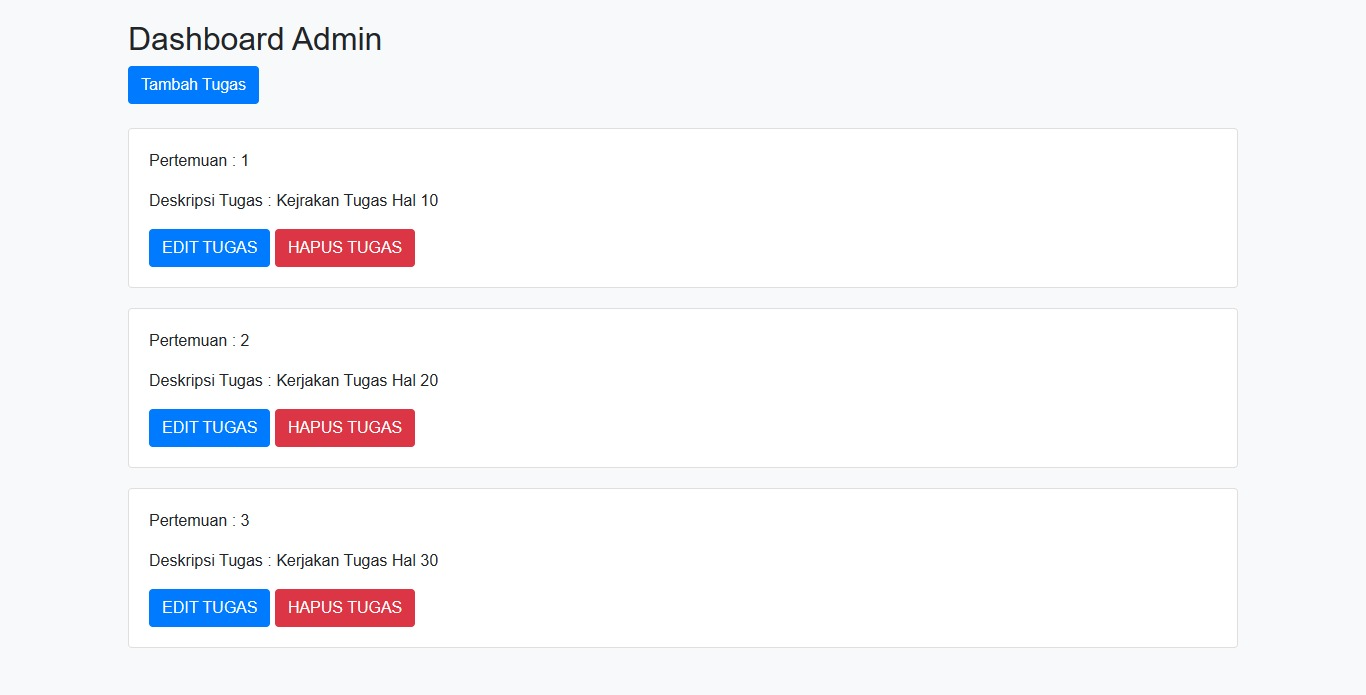 Dashboard Admin
Tambah Tugas
Pertemuan : 1
Deskripsi Tugas : Kejrakan Tugas Hal 10
EDIT TUGAS HAPUS TUGAS
Pertemuan : 2
Deskripsi Tugas : Kerjakan Tugas Hal 20
EDIT TUGAS HAPUS TUGAS
Pertemuan : 3
Deskripsi Tugas : Kerjakan Tugas Hal 30
EDIT TUGAS HAPUS TUGAS